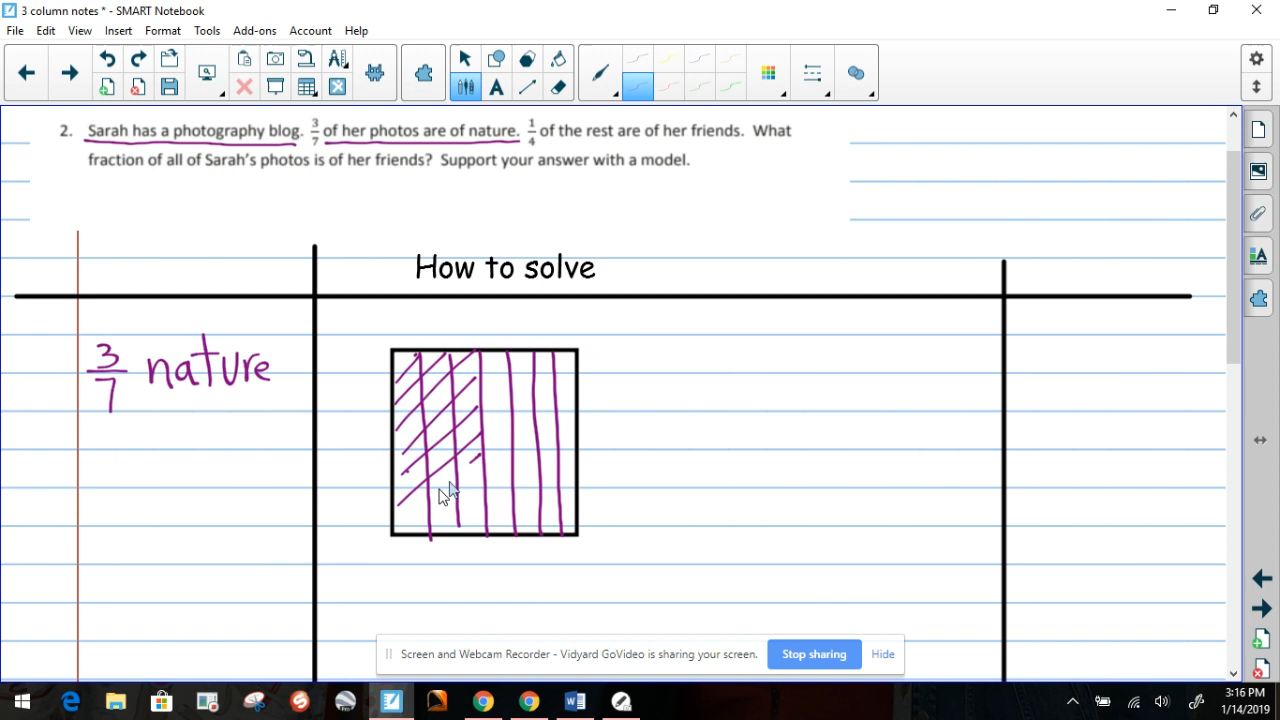 3 column notes * - SMART Notebook
File Edit View Insert Format Tools Add-ons Account Help
2. Sarah has a photography blog. 3/7 of her photos are of nature. 1/4 of the rest are of her friends. What
fraction of all of Sarah's photos is of her friends? Support your answer with a model.
How to solve
3/7 nature
Screen and Webcam Recorder - Vidyard GoVideo is sharing your screen. Stop sharing Hide
3:16 PM
1/14/2019